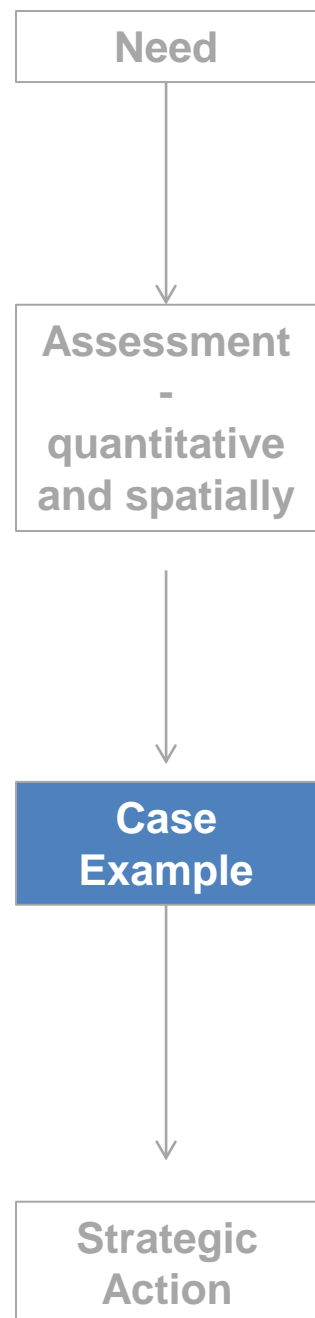 Need
Assessment
-
quantitative
and spatially
Case
Example
Strategic
Action